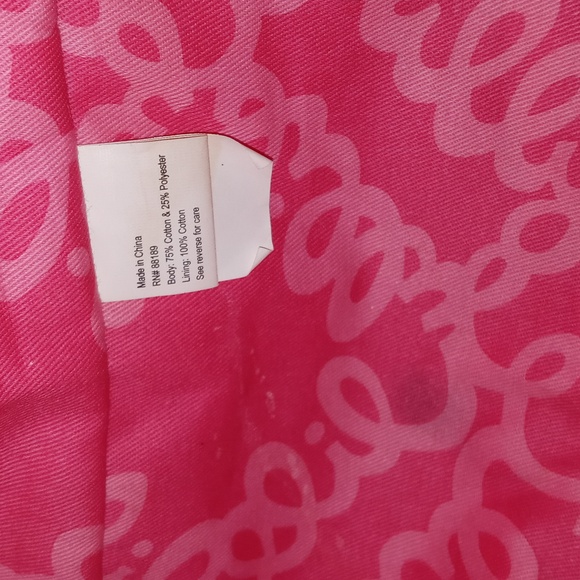 Made in China
RN# 88189
Body: 75% Cotton & 25% Polyester
Lining: 100% Cotton
See reverse for care